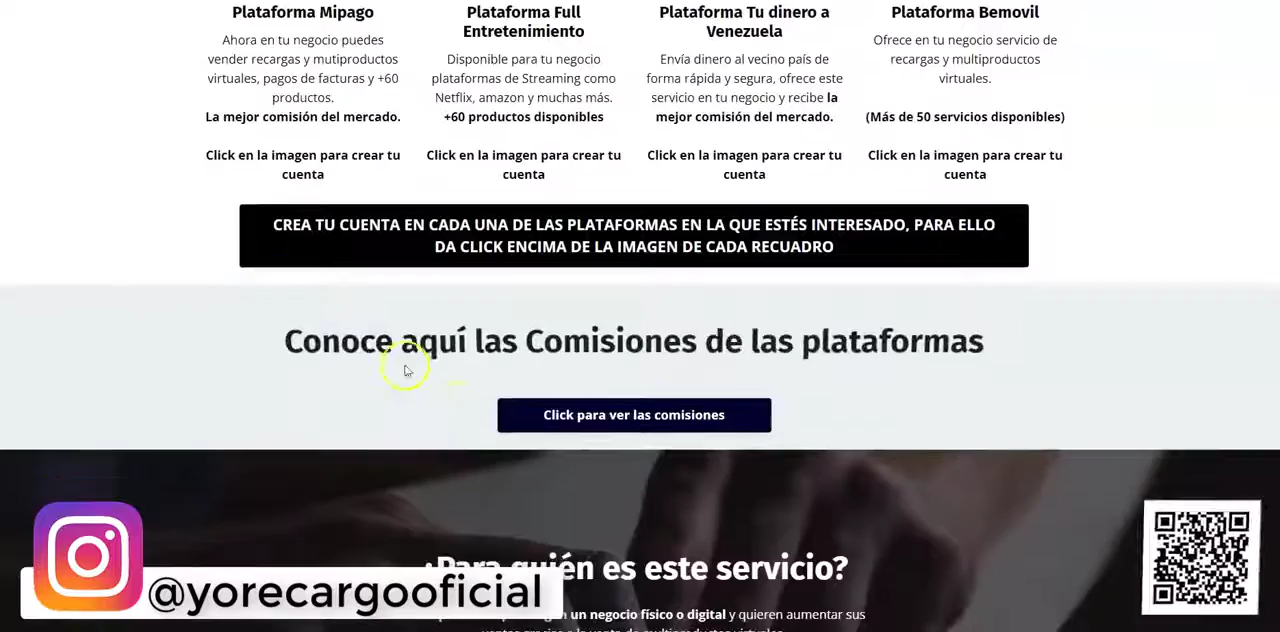 Plataforma Mipago
Ahora en tu negocio puedes
vender recargas y mutiproductos
virtuales, pagos de facturas y +60
productos.
La mejor comisión del mercado.
Click en la imagen para crear tu
cuenta
Plataforma Full
Entretenimiento
Disponible para tu negocio
plataformas de Streaming como
Netflix, amazon y muchas más.
+60 productos disponibles
Click en la imagen para crear tu
cuenta
Plataforma Tu dinero a
Venezuela
Envía dinero al vecino país de
forma rápida y segura, ofrece este
servicio en tu negocio y recibe la
mejor comisión del mercado.
Click en la imagen para crear tu
cuenta
Plataforma Bemovil
Ofrece en tu negocio servicio de
recargas y multiproductos
virtuales.
(Más de 50 servicios disponibles)
Click en la imagen para crear tu
cuenta
CREA TU CUENTA EN CADA UNA DE LAS PLATAFORMAS EN LA QUE ESTÉS INTERESADO, PARA ELLO
DA CLICK ENCIMA DE LA IMAGEN DE CADA RECUADRO
Conoce aquí las Comisiones de las plataformas
Click para ver las comisiones
¿Para quién es este servicio?
un negocio físico o digital y quieren aumentar sus
@yorecargooficial